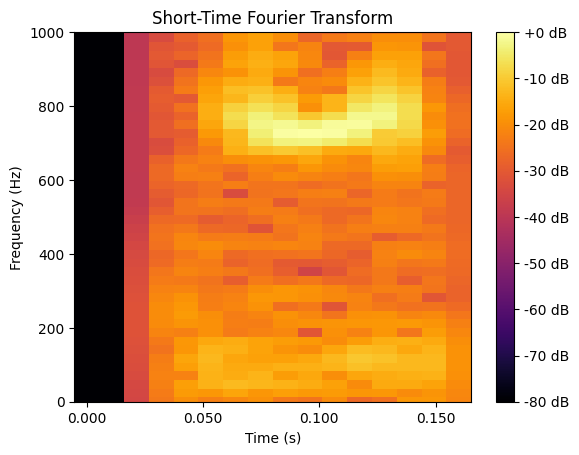 Short-Time Fourier Transform
1000
800
600
400
200
0
Frequency (Hz)
0.000
0.050
0.100
0.150
Time (s)
+0 dB
-10 dB
-20 dB
-30 dB
-40 dB
-50 dB
-60 dB
-70 dB
-80 dB